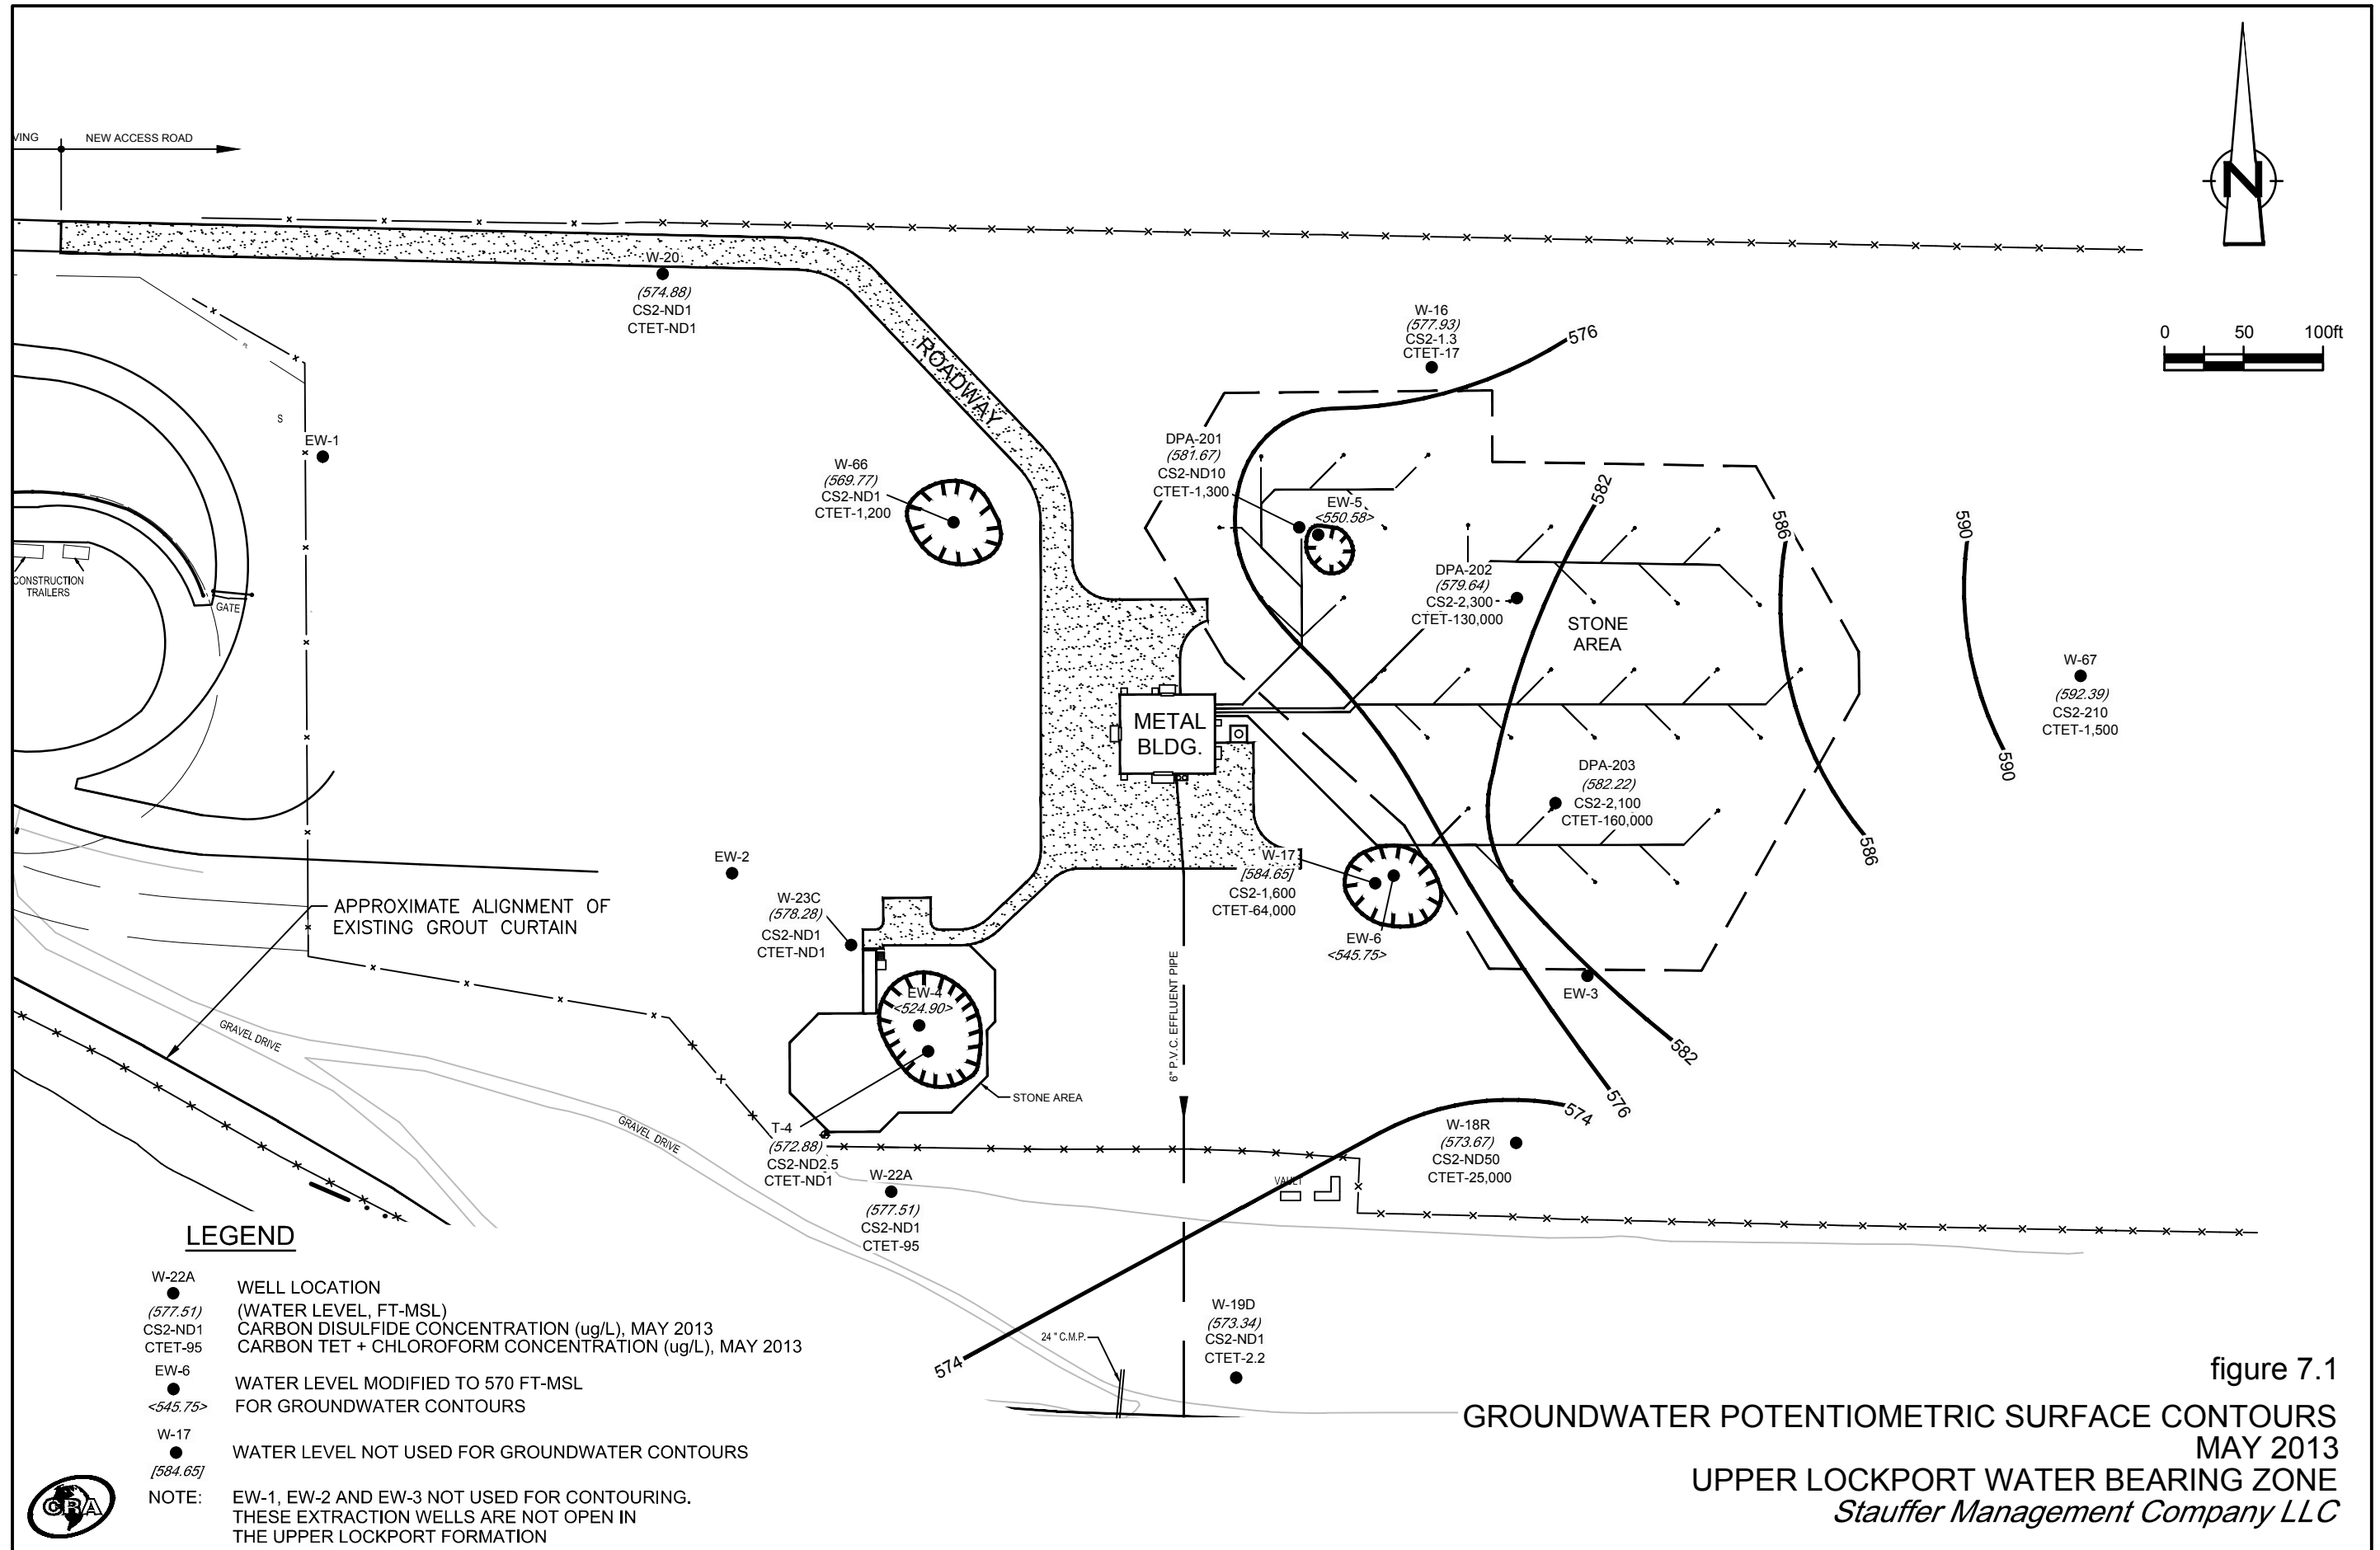 VING
NEW ACCESS ROAD
N
0 50 100ft
W-20
(574.88)
CS2-ND1
CTET-ND1
ROADWAY
W-16
(577.93)
CS2-1.3
CTET-17
576
S
EW-1
DPA-201
(581.67)
CS2-ND10
CTET-1,300
W-66
(569.77)
CS2-ND1
CTET-1,200
EW-5
<550.58>
582
586
590
DPA-202
(579.64)
CS2-2,300
CTET-130,000
STONE
AREA
CONSTRUCTION
TRAILERS
GATE
W-67
(592.39)
CS2-210
CTET-1,500
METAL
BLDG.
590
DPA-203
(582.22)
CS2-2,100
CTET-160,000
586
EW-2
W-17
[584.65]
CS2-1,600
CTET-64,000
W-23C
(578.28)
CS2-ND1
CTET-ND1
APPROXIMATE ALIGNMENT OF
EXISTING GROUT CURTAIN
EW-6
<545.75>
EW-3
EW-4
<524.90>
6" P.V.C. EFFLUENT PIPE
GRAVEL DRIVE
582
STONE AREA
576
574
GRAVEL DRIVE
T-4
(572.88)
CS2-ND2.5
CTET-ND1
W-18R
(573.67)
CS2-ND50
CTET-25,000
W-22A
(577.51)
CS2-ND1
CTET-95
VAULT
W-19D
(573.34)
CS2-ND1
CTET-2.2
24 " C.M.P.
574
LEGEND
W-22A
WELL LOCATION
(577.51) (WATER LEVEL, FT-MSL)
CS2-ND1 CARBON DISULFIDE CONCENTRATION (ug/L), MAY 2013
CTET-95 CARBON TET + CHLOROFORM CONCENTRATION (ug/L), MAY 2013
EW-6
WATER LEVEL MODIFIED TO 570 FT-MSL
<545.75> FOR GROUNDWATER CONTOURS
W-17
WATER LEVEL NOT USED FOR GROUNDWATER CONTOURS
[584.65]
NOTE: EW-1, EW-2 AND EW-3 NOT USED FOR CONTOURING.
THESE EXTRACTION WELLS ARE NOT OPEN IN
THE UPPER LOCKPORT FORMATION
CRA
figure 7.1
GROUNDWATER POTENTIOMETRIC SURFACE CONTOURS
MAY 2013
UPPER LOCKPORT WATER BEARING ZONE
Stauffer Management Company LLC